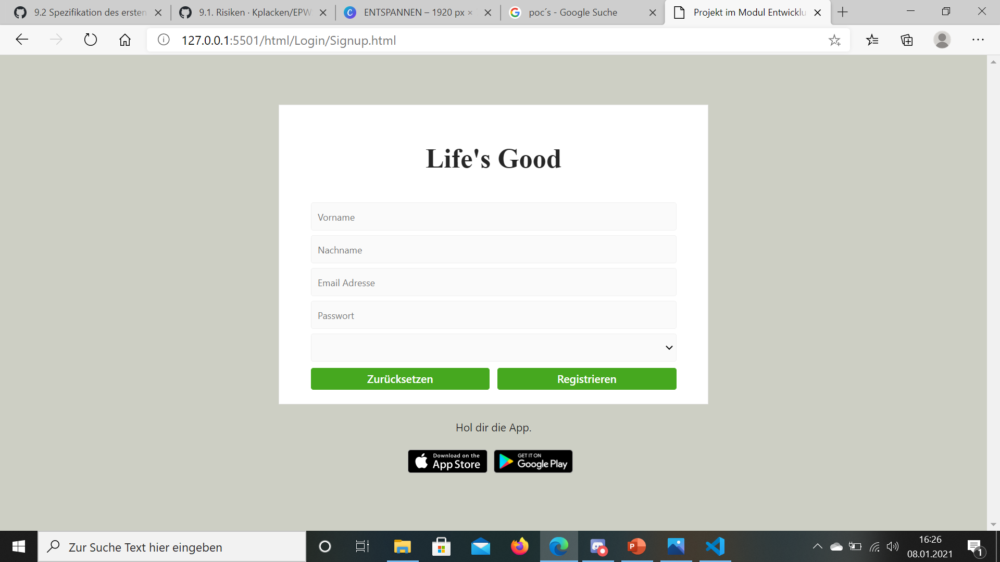 9.2 Spezifikation des ersten
9.1. Risiken · Kplacken/EPW
ENTSPANNEN – 1920 px ×
poc´s - Google Suche
Projekt im Modul Entwicklu
127.0.0.1:5501/html/Login/Signup.html
Life's Good
Vorname
Nachname
Email Adresse
Passwort
Zurücksetzen
Registrieren
Hol dir die App.
Download on the
App Store
GET IT ON
Google Play
Zur Suche Text hier eingeben
16:26
08.01.2021
1